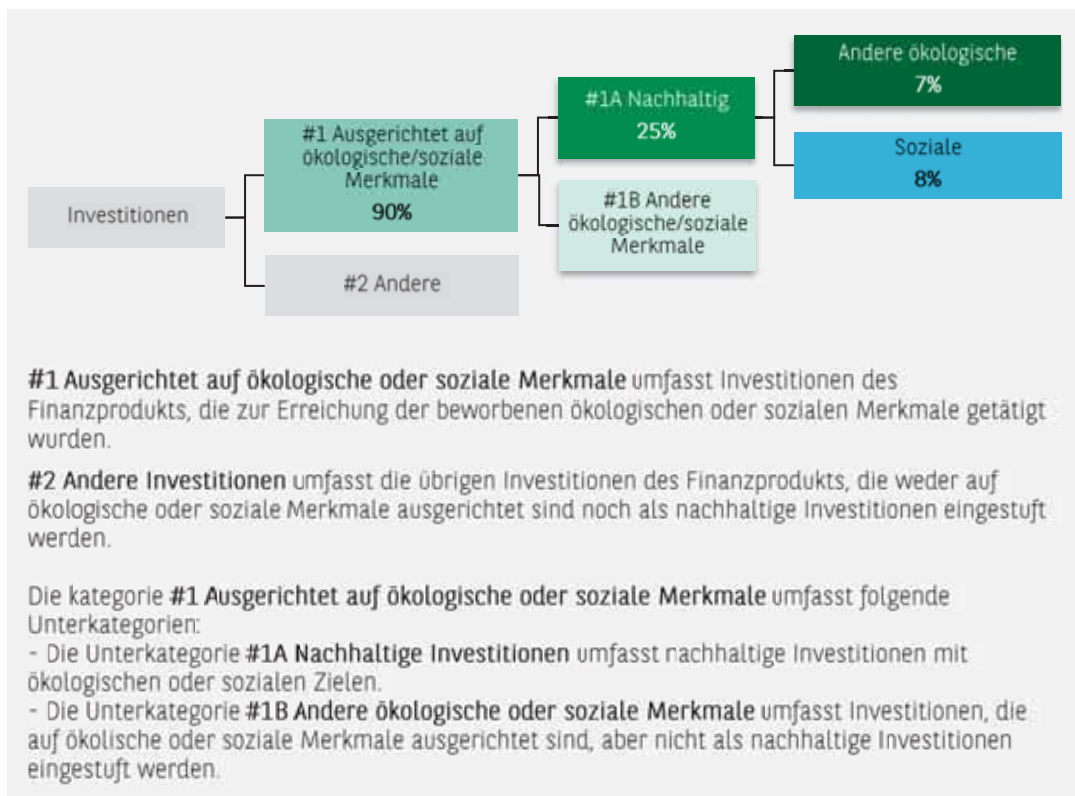 Andere ökologische
7%
#1A Nachhaltig
25%
#1 Ausgerichtet auf
ökologische/soziale
Merkmale
90%
Soziale
8%
Investitionen
#1B Andere
ökologische/soziale
Merkmale
#2 Andere
#1 Ausgerichtet auf ökologische oder soziale Merkmale umfasst Investitionen des
Finanzprodukts, die zur Erreichung der beworbenen ökologischen oder sozialen Merkmale getätigt
wurden.
#2 Andere Investitionen umfasst die übrigen Investitionen des Finanzprodukts, die weder auf
ökologische oder soziale Merkmale ausgerichtet sind noch als nachhaltige Investitionen eingestuft
werden.
Die kategorie #1 Ausgerichtet auf ökologische oder soziale Merkmale umfasst folgende
Unterkategorien:
- Die Unterkategorie #1A Nachhaltige Investitionen umfasst nachhaltige Investitionen mit
ökologischen oder sozialen Zielen.
- Die Unterkategorie #1B Andere ökologische oder soziale Merkmale umfasst Investitionen, die
auf ökolische oder soziale Merkmale ausgerichtet sind, aber nicht als nachhaltige Investitionen
eingestuft werden.